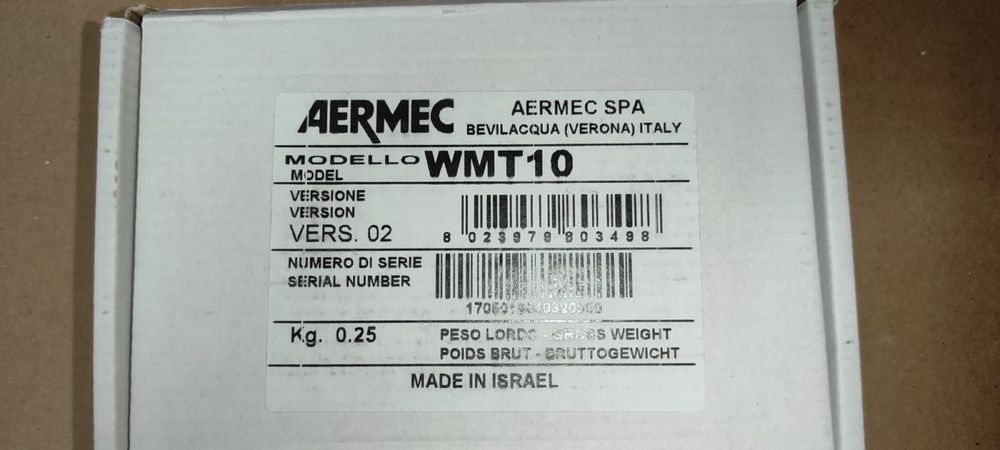 AERMEC
AERMEC SPA
BEVILACQUA (VERONA) ITALY
MODELLO
MODEL
WMT10
VERSIONE
VERSION
VERS. 02
8 023979 803498
NUMERO DI SERIE
SERIAL NUMBER
Kg. 0.25
PESO LORDO - GROSS WEIGHT
POIDS BRUT - BRUTTOGEWICHT
MADE IN ISRAEL